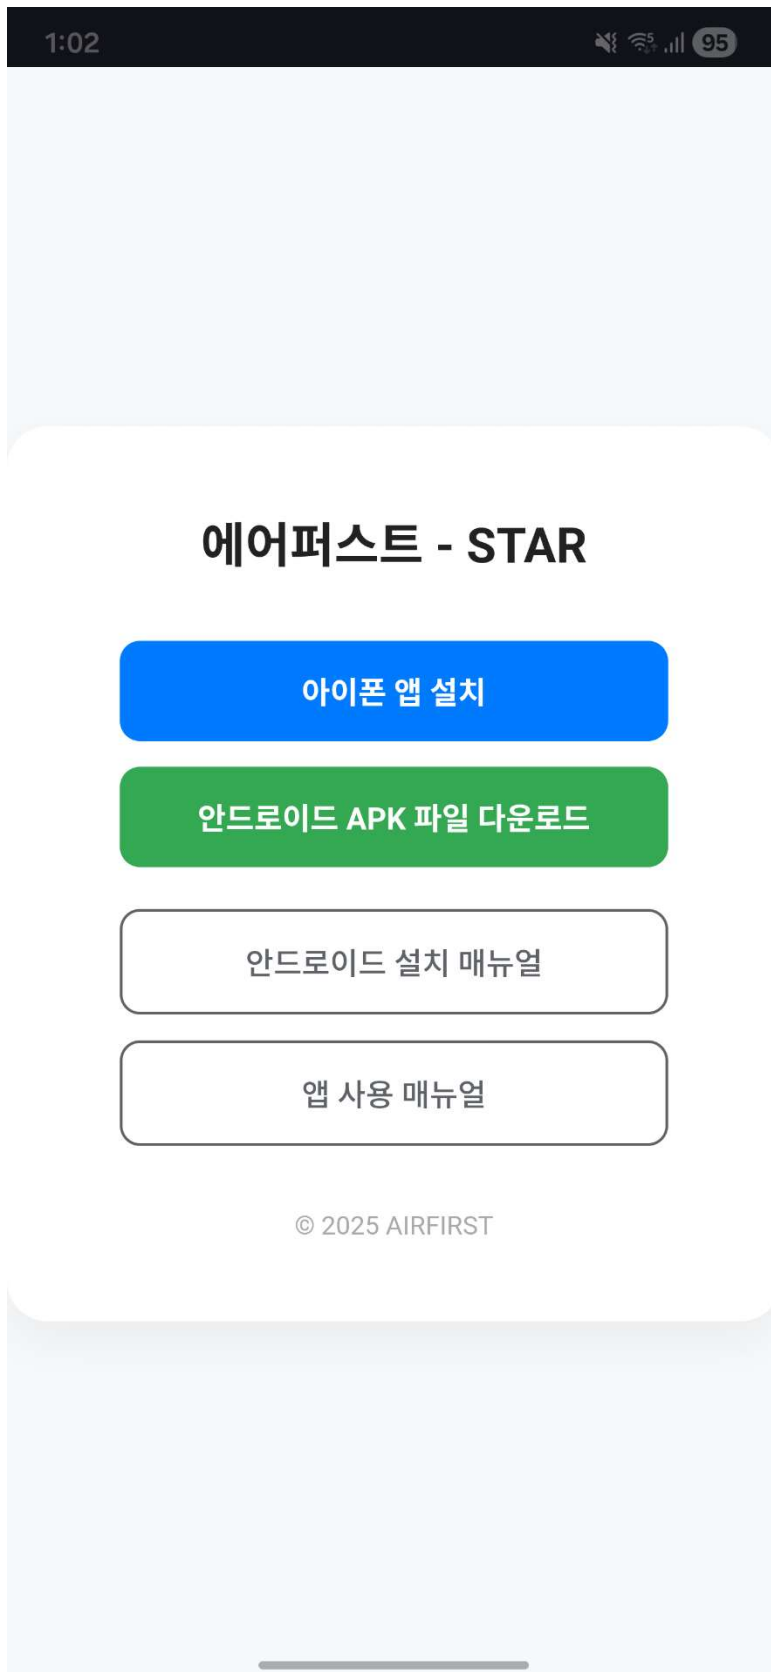 1:02
5
95
에어퍼스트 - STAR
아이폰 앱 설치
안드로이드 APK 파일 다운로드
안드로이드 설치 매뉴얼
앱 사용 매뉴얼
© 2025 AIRFIRST